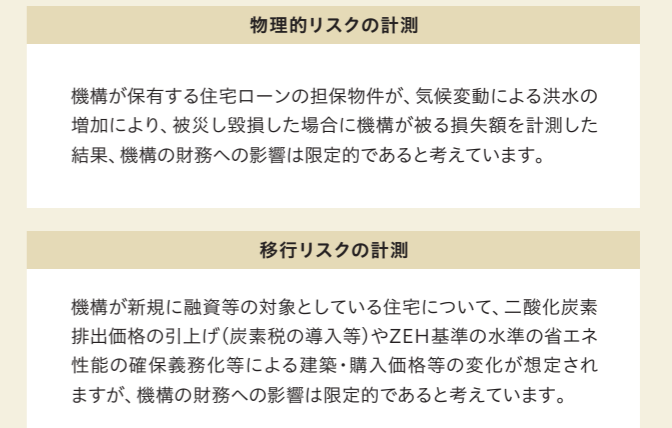 物理的リスクの計測
機構が保有する住宅ローンの担保物件が、気候変動による洪水の
増加により、被災し毀損した場合に機構が被る損失額を計測した
結果、機構の財務への影響は限定的であると考えています。
移行リスクの計測
機構が新規に融資等の対象としている住宅について、二酸化炭素
排出価格の引上げ（炭素税の導入等）やZEH基準の水準の省エネ
性能の確保義務化等による建築・購入価格等の変化が想定され
ますが、機構の財務への影響は限定的であると考えています。